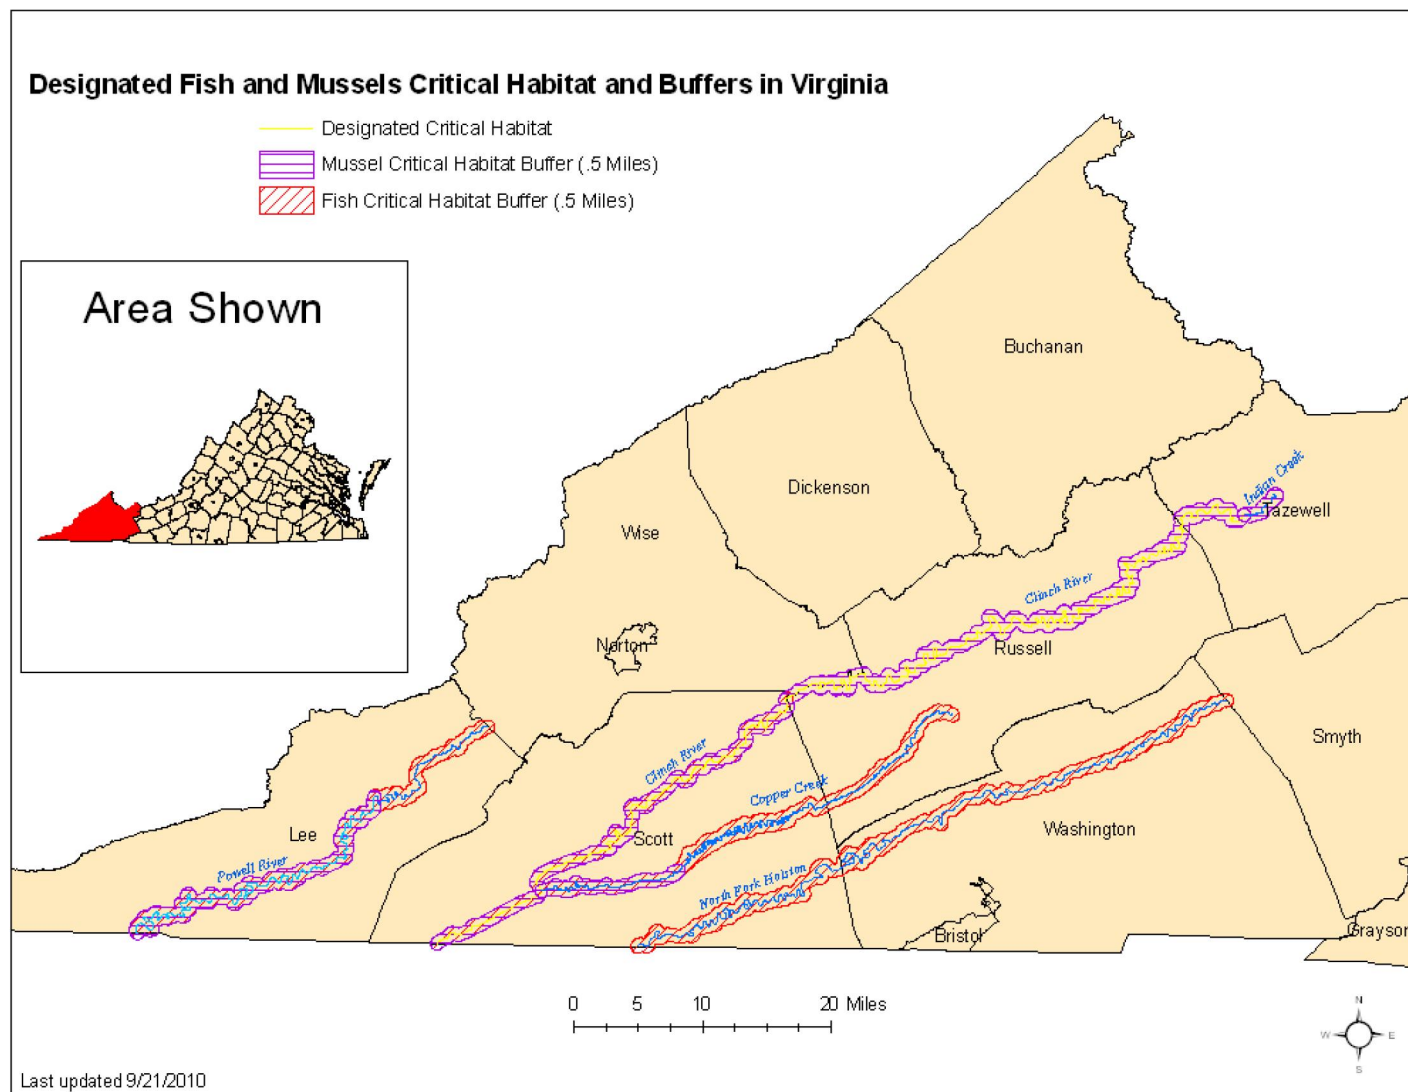 Designated Fish and Mussels Critical Habitat and Buffers in Virginia
Designated Critical Habitat
Mussel Critical Habitat Buffer (.5 Miles)
Fish Critical Habitat Buffer (.5 Miles)
Area Shown
Buchanan
Dickenson
Indian Creek
Tazewell
Wise
Clinch River
Norton
Russell
Smyth
Clinch River
Copper Creek
Lee
Scott
Washington
Powell River
North Fork Holston
Bristol
Grayson
0 5 10 20 Miles
N
W E
S
Last updated 9/21/2010